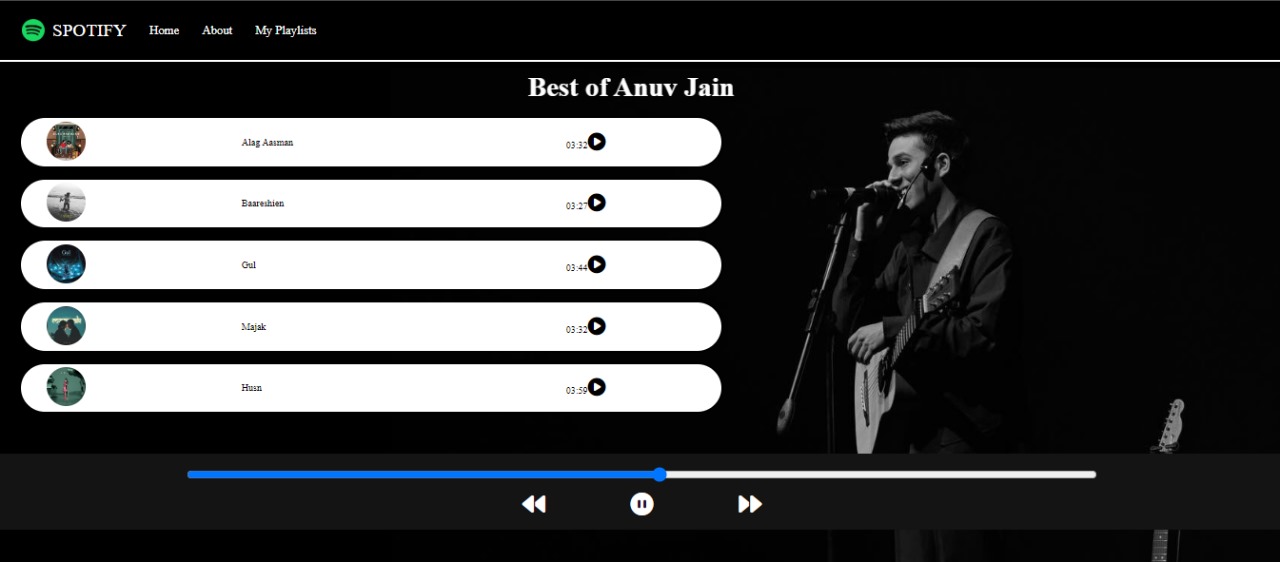 SPOTIFY Home About My Playlists
Best of Anuv Jain
Alag Aasman 03:32
Baareshien 03:27
Gul 03:44
Majak 03:32
Husn 03:59